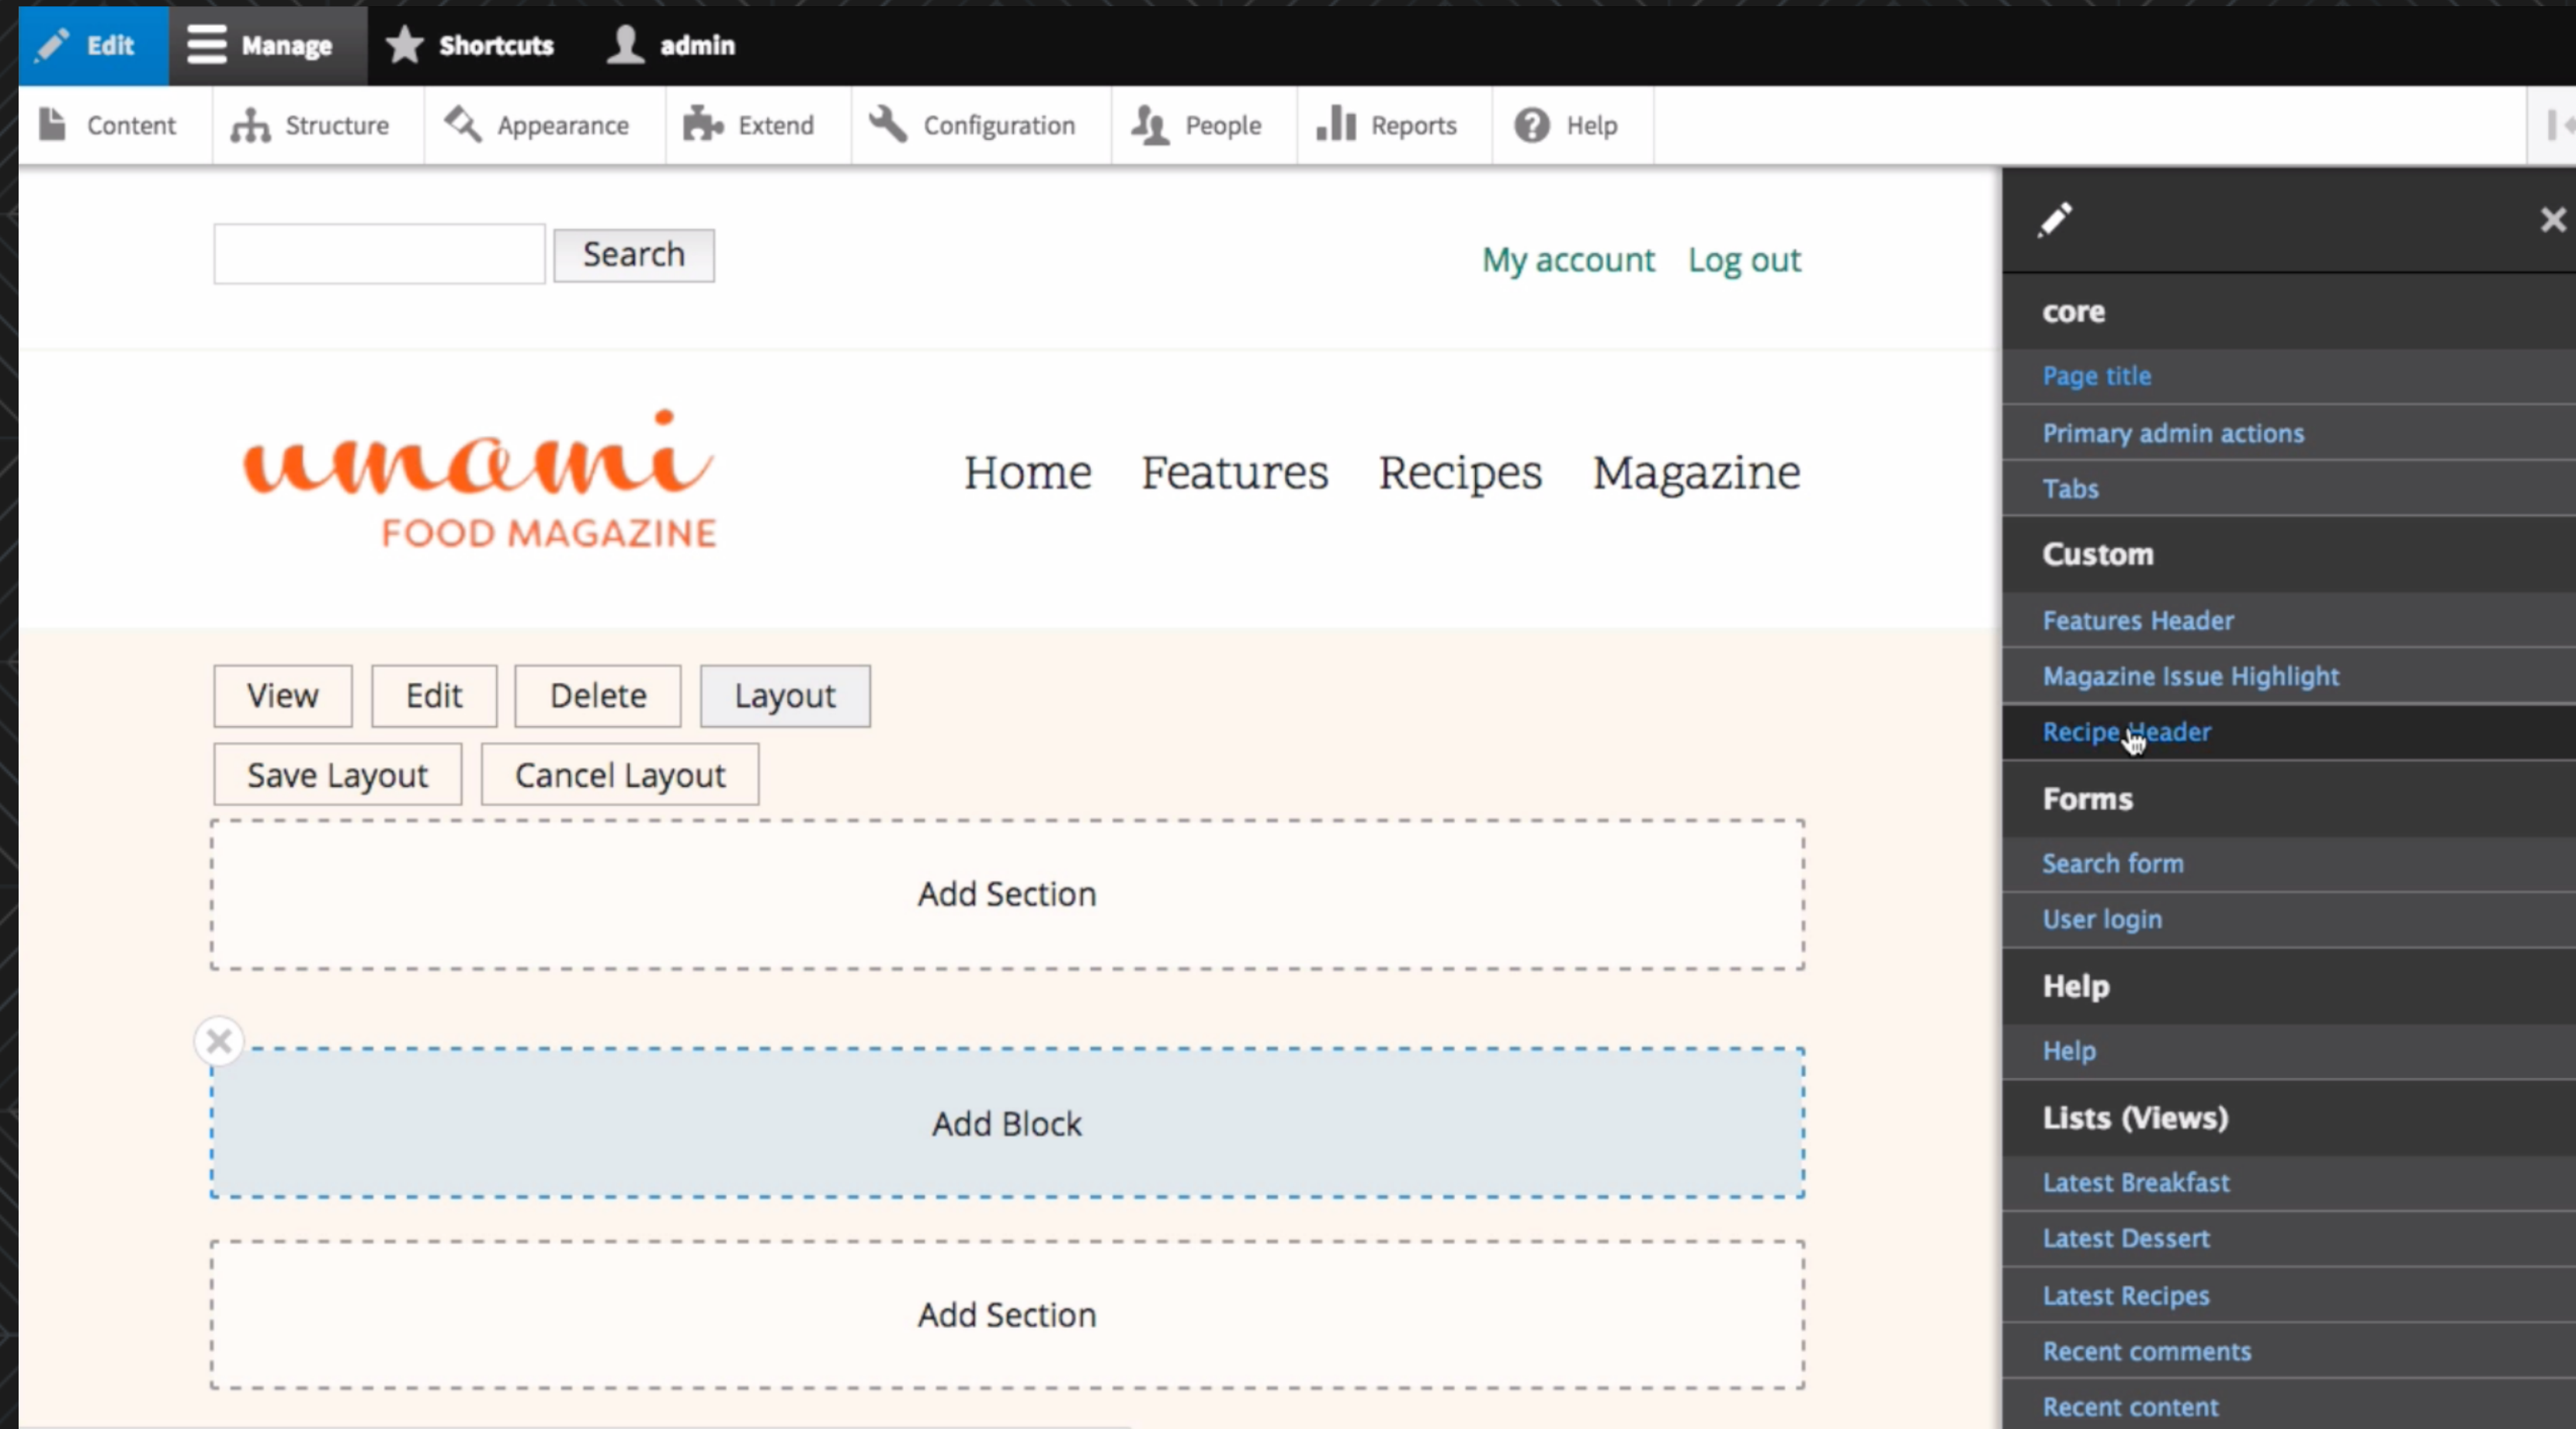 Edit Manage Shortcuts admin
Content Structure Appearance Extend Configuration People Reports Help
Search My account Log out
umami
FOOD MAGAZINE
Home Features Recipes Magazine
View Edit Delete Layout
Save Layout Cancel Layout
Add Section
Add Block
Add Section
core
Page title
Primary admin actions
Tabs
Custom
Features Header
Magazine Issue Highlight
Recipe Header
Forms
Search form
User login
Help
Help
Lists (Views)
Latest Breakfast
Latest Dessert
Latest Recipes
Recent comments
Recent content